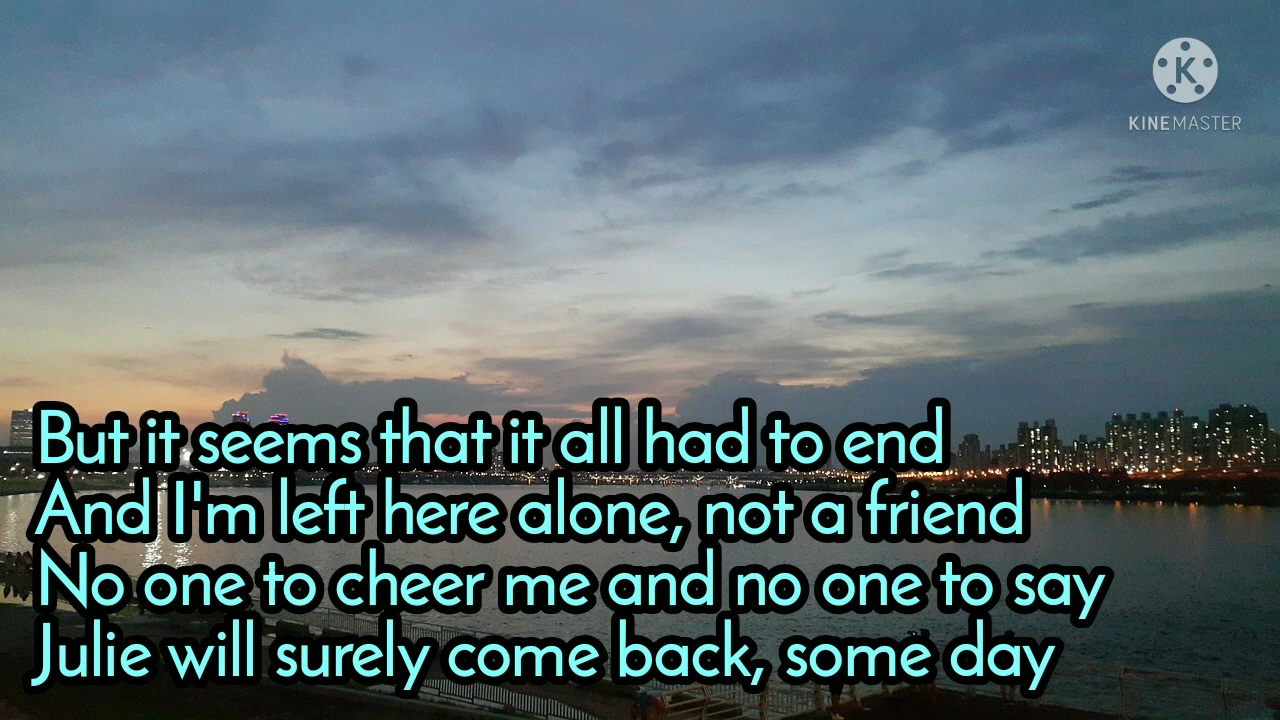 KINEMASTER
But it seems that it all had to end
And I'm left here alone, not a friend
No one to cheer me and no one to say
Julie will surely come back, some day